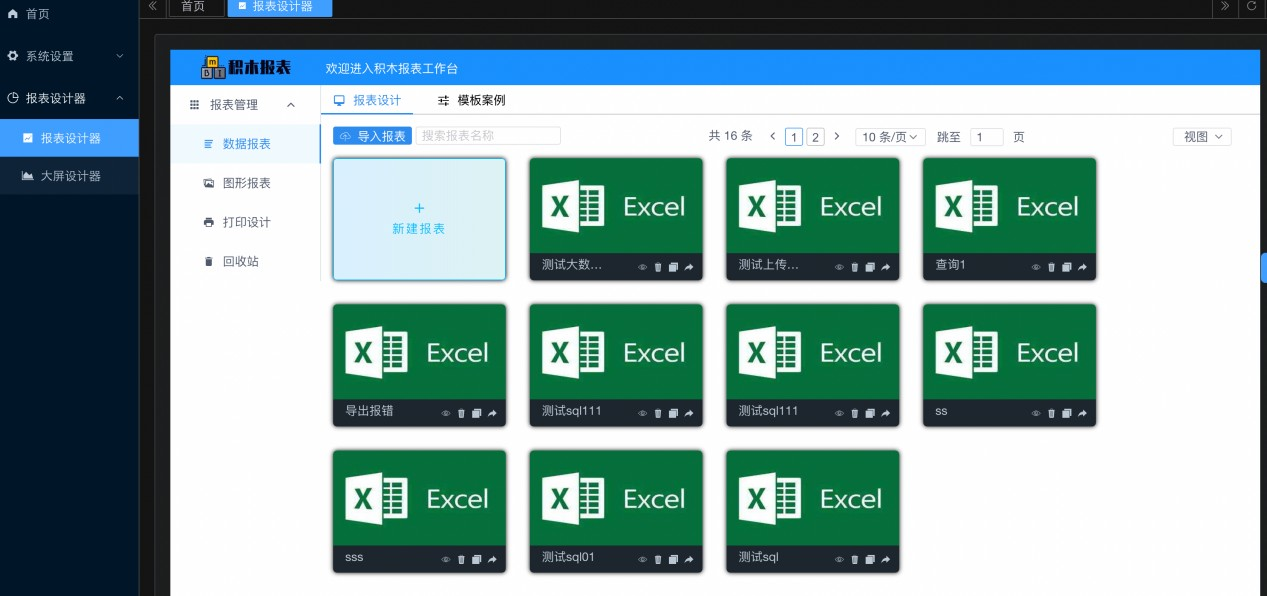 首页
系统设置
报表设计器
报表设计器
大屏设计器
首页
报表设计器
m
B I
积木报表
欢迎进入积木报表工作台
报表管理
数据报表
图形报表
打印设计
回收站
报表设计
模板案例
导入报表
搜索报表名称
共 16 条
1
2
10 条/页
跳至
1
页
视图
+
新建报表
X
Excel
测试大数...
X
Excel
测试上传...
X
Excel
查询1
X
Excel
导出报错
X
Excel
测试sql111
X
Excel
测试sql111
X
Excel
ss
X
Excel
sss
X
Excel
测试sql01
X
Excel
测试sql